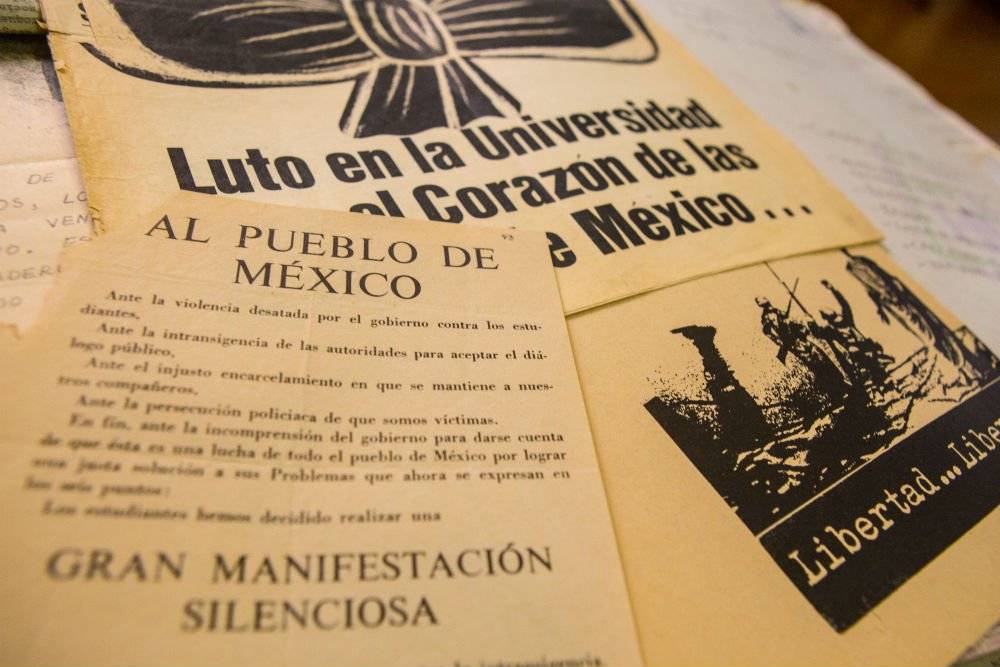 Luto en la Universidad
el Corazón de las
México...
AL PUEBLO DE
MÉXICO
Ante la violencia desatada por el gobierno contra los estu-
diantes.
Ante la intransigencia de las autoridades para aceptar el diá-
logo público.
Ante el injusto encarcelamiento en que se mantiene a nues-
tros compañeros.
Ante la persecución policiaca de que somos víctimas.
En fin, ante la incomprensión del gobierno para darse cuenta
de que ésta es una lucha de todo el pueblo de México por lograr
una justa solución a sus Problemas que ahora se expresan en
los seis puntos:
Los estudiantes hemos decidido realizar una
GRAN MANIFESTACIÓN
SILENCIOSA
Libertad...Liber
DE